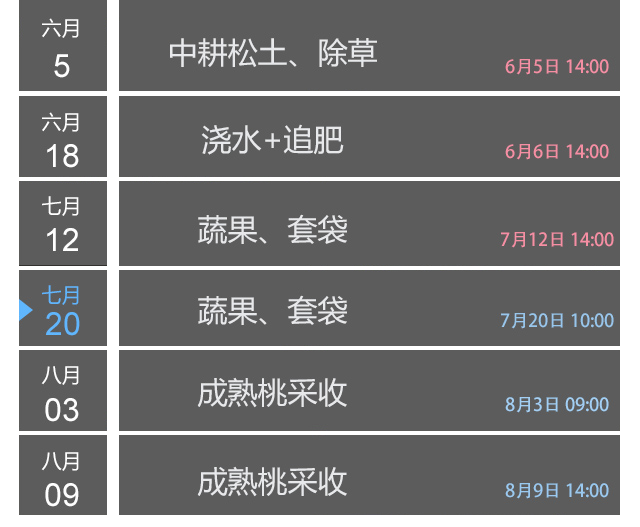 六月
5
中耕松土、除草
6月5日 14:00
六月
18
浇水+追肥
6月6日 14:00
七月
12
蔬果、套袋
7月12日 14:00
七月
20
蔬果、套袋
7月20日 10:00
八月
03
成熟桃采收
8月3日 09:00
八月
09
成熟桃采收
8月9日 14:00